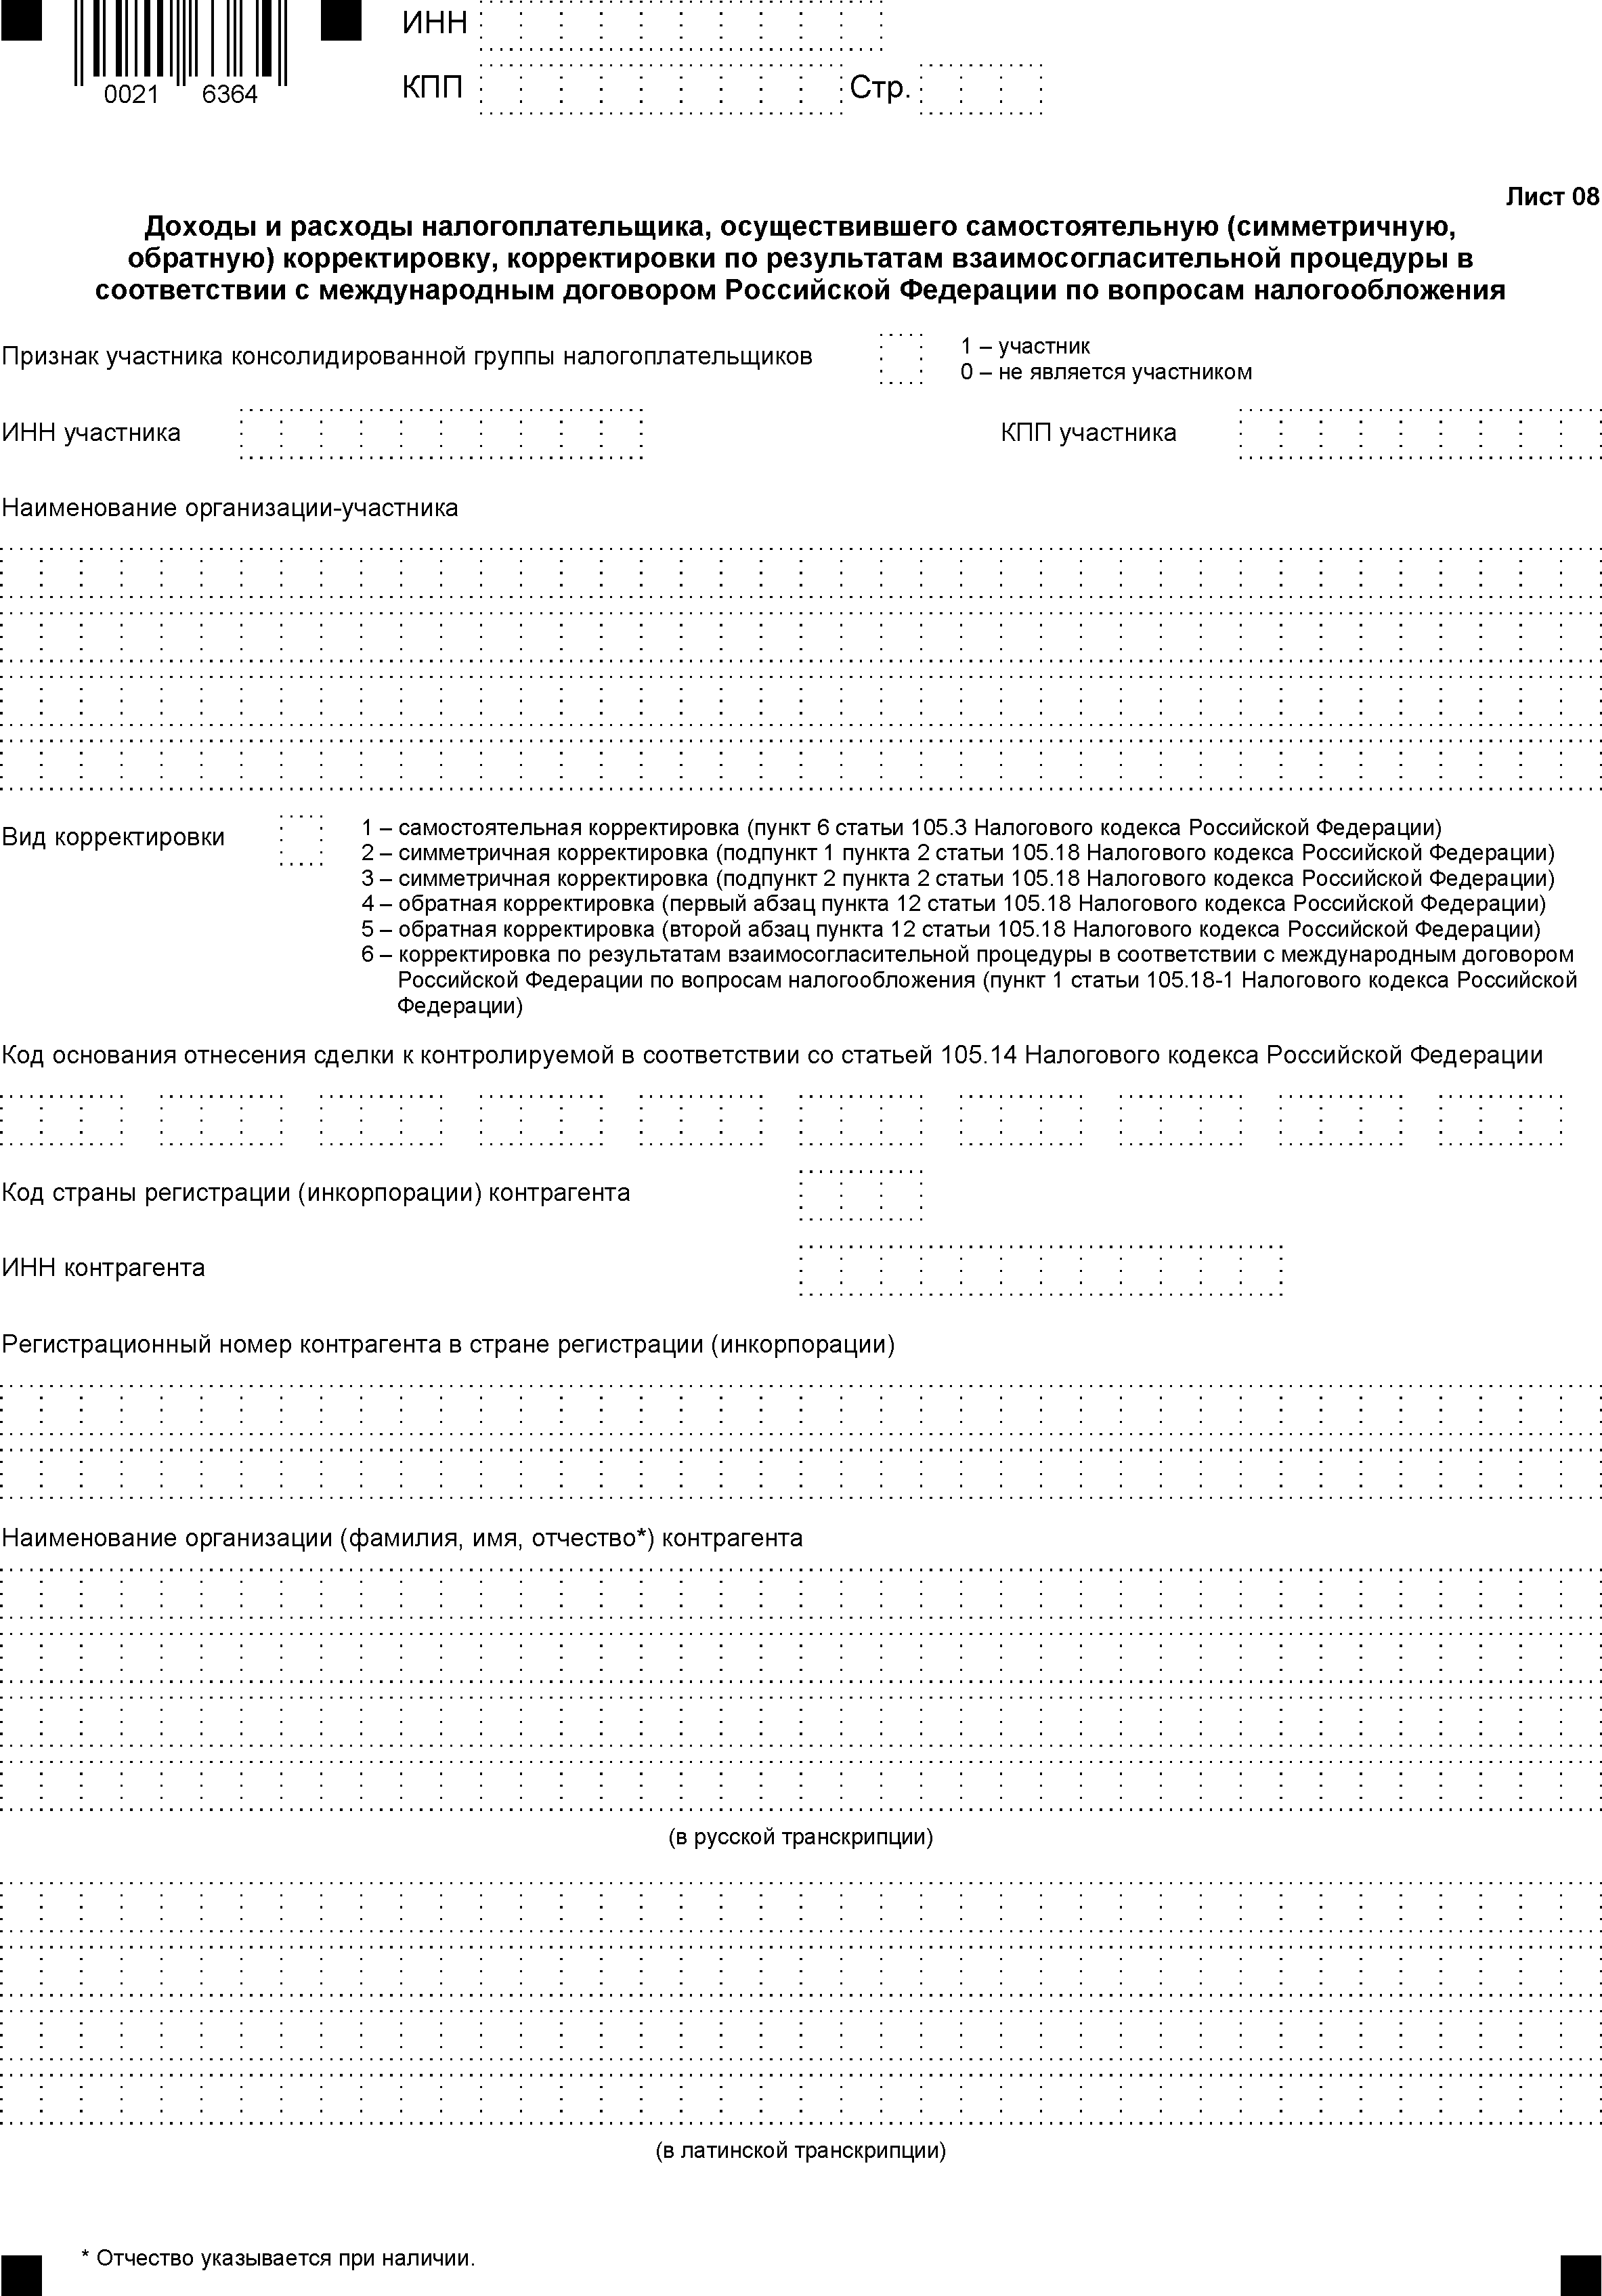 ИНН
0021 6364
КПП Стр.
Лист 08
Доходы и расходы налогоплательщика, осуществившего самостоятельную (симметричную,
обратную) корректировку, корректировки по результатам взаимосогласительной процедуры в
соответствии с международным договором Российской Федерации по вопросам налогообложения
Признак участника консолидированной группы налогоплательщиков
1 – участник
0 – не является участником
ИНН участника КПП участника
Наименование организации-участника
Вид корректировки
1 – самостоятельная корректировка (пункт 6 статьи 105.3 Налогового кодекса Российской Федерации)
2 – симметричная корректировка (подпункт 1 пункта 2 статьи 105.18 Налогового кодекса Российской Федерации)
3 – симметричная корректировка (подпункт 2 пункта 2 статьи 105.18 Налогового кодекса Российской Федерации)
4 – обратная корректировка (первый абзац пункта 12 статьи 105.18 Налогового кодекса Российской Федерации)
5 – обратная корректировка (второй абзац пункта 12 статьи 105.18 Налогового кодекса Российской Федерации)
6 – корректировка по результатам взаимосогласительной процедуры в соответствии с международным договором
Российской Федерации по вопросам налогообложения (пункт 1 статьи 105.18-1 Налогового кодекса Российской
Федерации)
Код основания отнесения сделки к контролируемой в соответствии со статьей 105.14 Налогового кодекса Российской Федерации
Код страны регистрации (инкорпорации) контрагента
ИНН контрагента
Регистрационный номер контрагента в стране регистрации (инкорпорации)
Наименование организации (фамилия, имя, отчество*) контрагента
(в русской транскрипции)
(в латинской транскрипции)
* Отчество указывается при наличии.